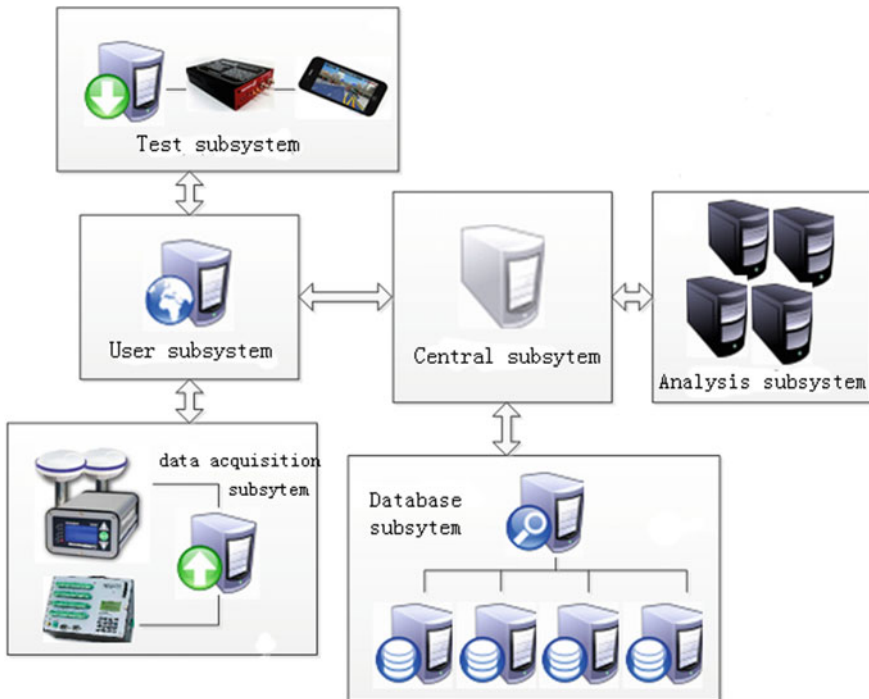 Test subsystem
User subsystem
Central subsytem
Analysis subsystem
data acquisition
subsytem
Database
subsytem